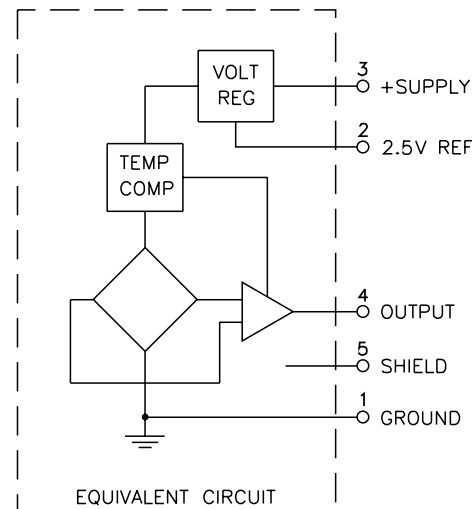 VOLT
REG
3
+SUPPLY
2
2.5V REF
TEMP
COMP
4
OUTPUT
5
SHIELD
1
GROUND
EQUIVALENT CIRCUIT